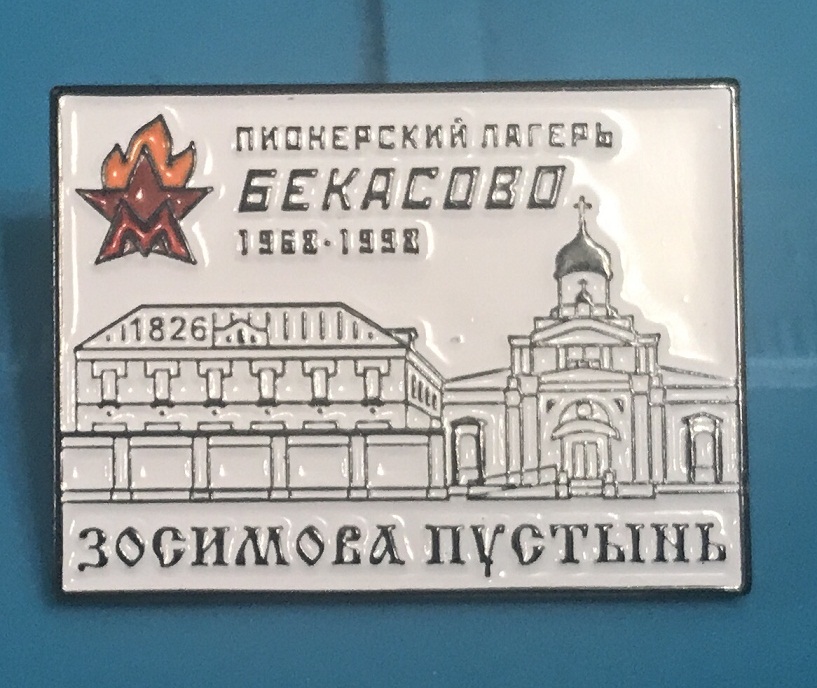 ПИОНЕРСКИЙ ЛАГЕРЬ
БЕКАСОВО
1968-1998
М
1826
ЗОСИМОВА ПУСТЫНЬ